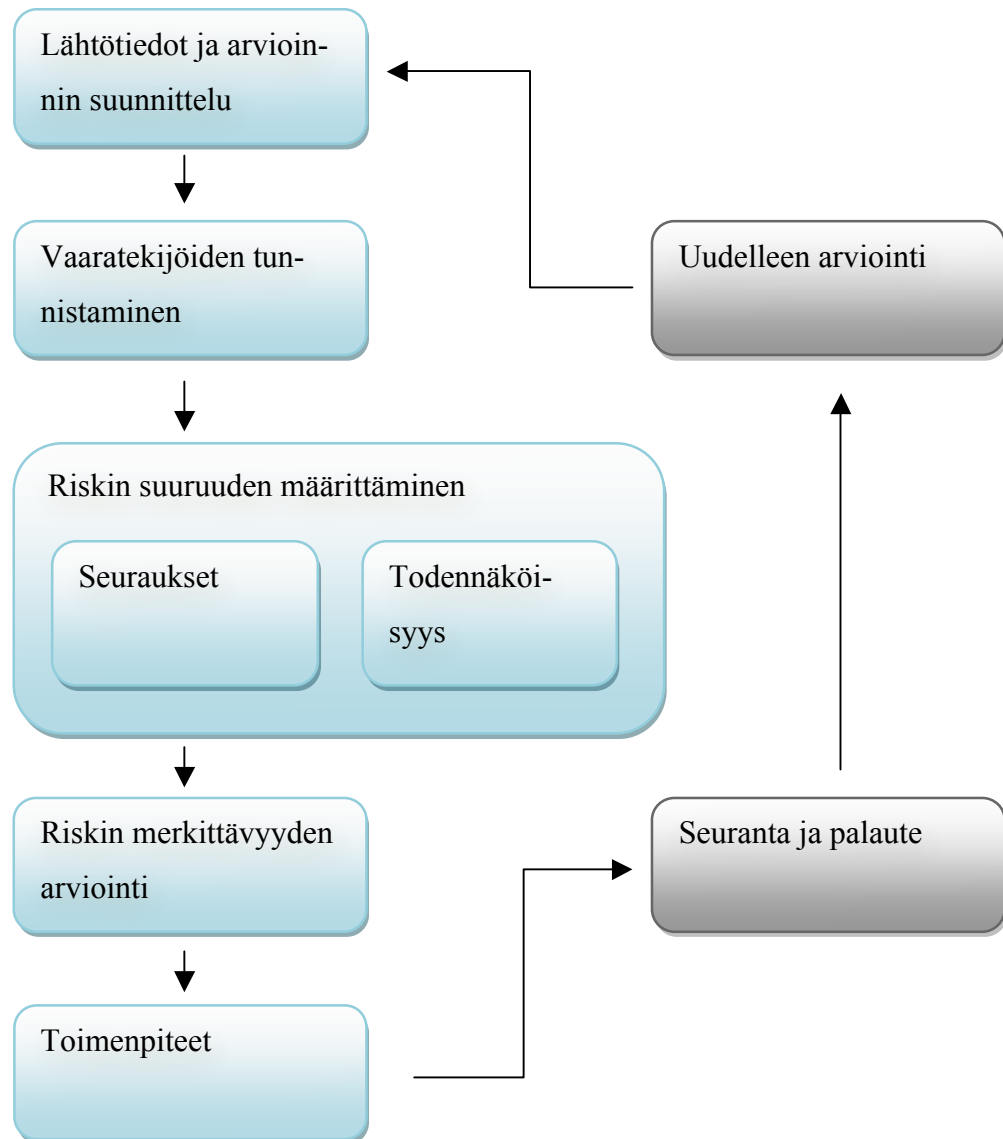 Lähtötiedot ja arvioin-
nin suunnittelu
Vaaratekijöiden tun-
nistaminen
Uudelleen arviointi
Riskin suuruuden määrittäminen
Seuraukset
Todennäköi-
syys
Riskin merkittävyyden
arviointi
Seuranta ja palaute
Toimenpiteet